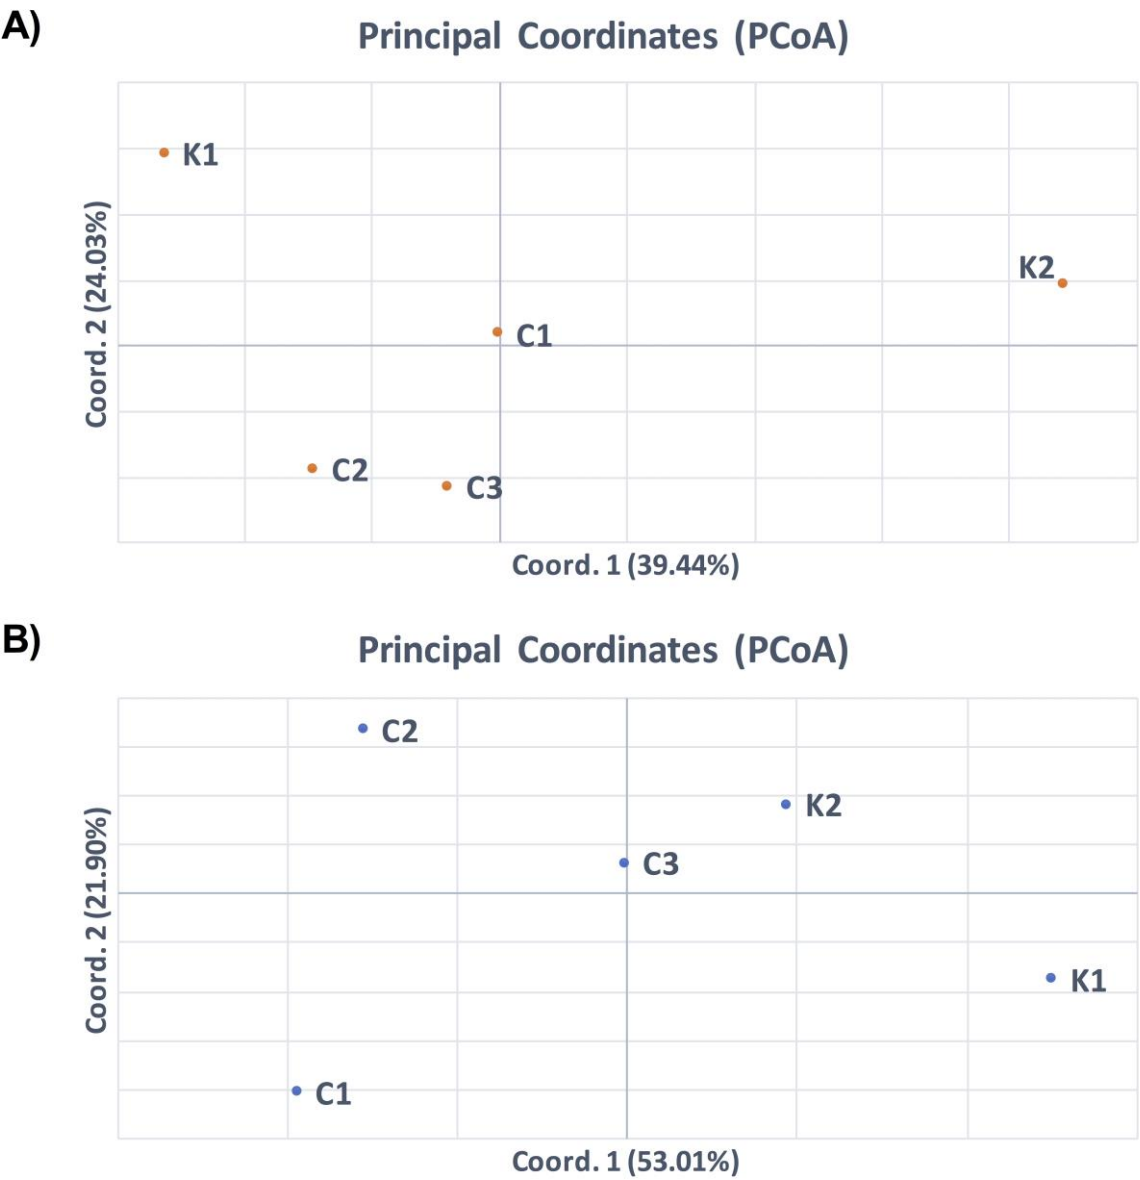 A)
Principal Coordinates (PCoA)
K1
K2
C1
C2
C3
Coord. 2 (24.03%)
Coord. 1 (39.44%)
B)
Principal Coordinates (PCoA)
C2
K2
C3
K1
C1
Coord. 2 (21.90%)
Coord. 1 (53.01%)